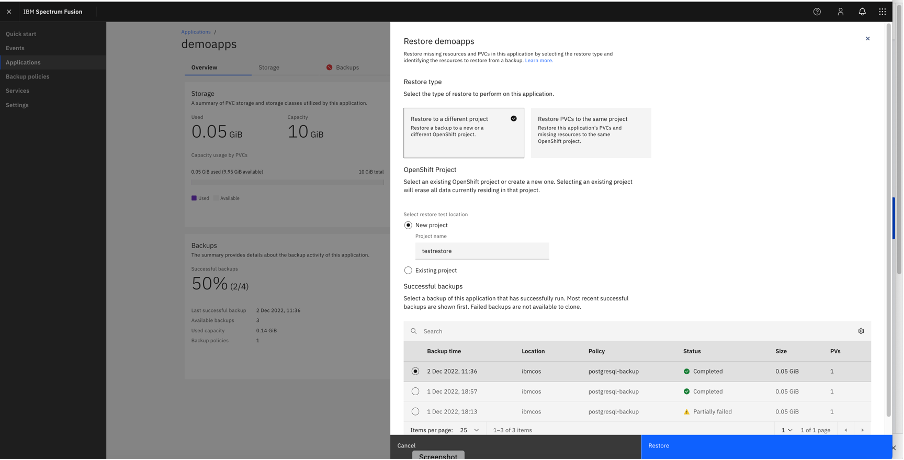 IBM Spectrum Fusion
Quick start
Events
Applications
Backup policies
Services
Settings
Applications /
demoapps
Overview Storage Backups
Storage
A summary of PVC storage and storage classes utilized by this application.
Used Capacity
0.05 GiB 10 GiB
Capacity usage by PVCs
0.05 GiB used (9.95 GiB available) 10 GiB total
Used Available
Backups
The summary provides details about the backup activity of this application.
Successful backups
50% (2/4)
Last successful backup 2 Dec 2022, 11:36
Available backups 3
Used capacity 0.14 GiB
Backup policies 1
Restore demoapps
Restore missing resources and PVCs in this application by selecting the restore type and
identifying the resources to restore from a backup. Learn more.
Restore type
Select the type of restore to perform on this application.
Restore to a different project
Restore a backup to a new or a
different OpenShift project.
Restore PVCs to the same project
Restore this application's PVCs and
missing resources to the same
OpenShift project.
OpenShift Project
Select an existing OpenShift project or create a new one. Selecting an existing project
will erase all data currently residing in that project.
Select restore test location
New project
Project name
testrestore
Existing project
Successful backups
Select a backup of this application that has successfully run. Most recent successful
backups are shown first. Failed backups are not available to clone.
Search
Backup time Location Policy Status Size PVs
2 Dec 2022, 11:36 ibmcos postgresql-backup Completed 0.05 GiB 1
1 Dec 2022, 18:57 ibmcos postgresql-backup Completed 0.05 GiB 1
1 Dec 2022, 18:13 ibmcos postgresql-backup Partially failed 0.05 GiB 1
Items per page: 25 1–3 of 3 items 1 1 of 1 page
Cancel Restore
Screenshot